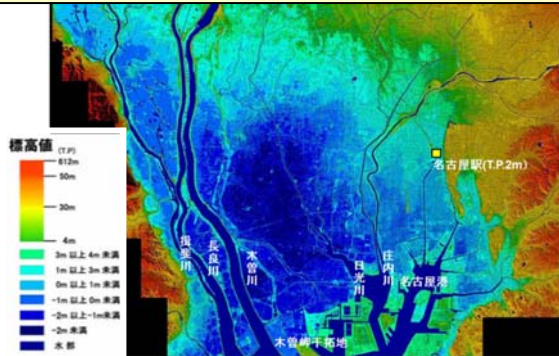 標高値
(T.P)
612m
50m
30m
4m
3m 以上 4m 未満
1m 以上 3m 未満
0m 以上 1m 未満
-1m 以上 0m 未満
-2m 以上-1m未満
-2m 未満
水 部
名古屋駅(T.P.2m)
揖斐川
長良川
木曽川
日光川
庄内川
名古屋港
木曽岬干拓地